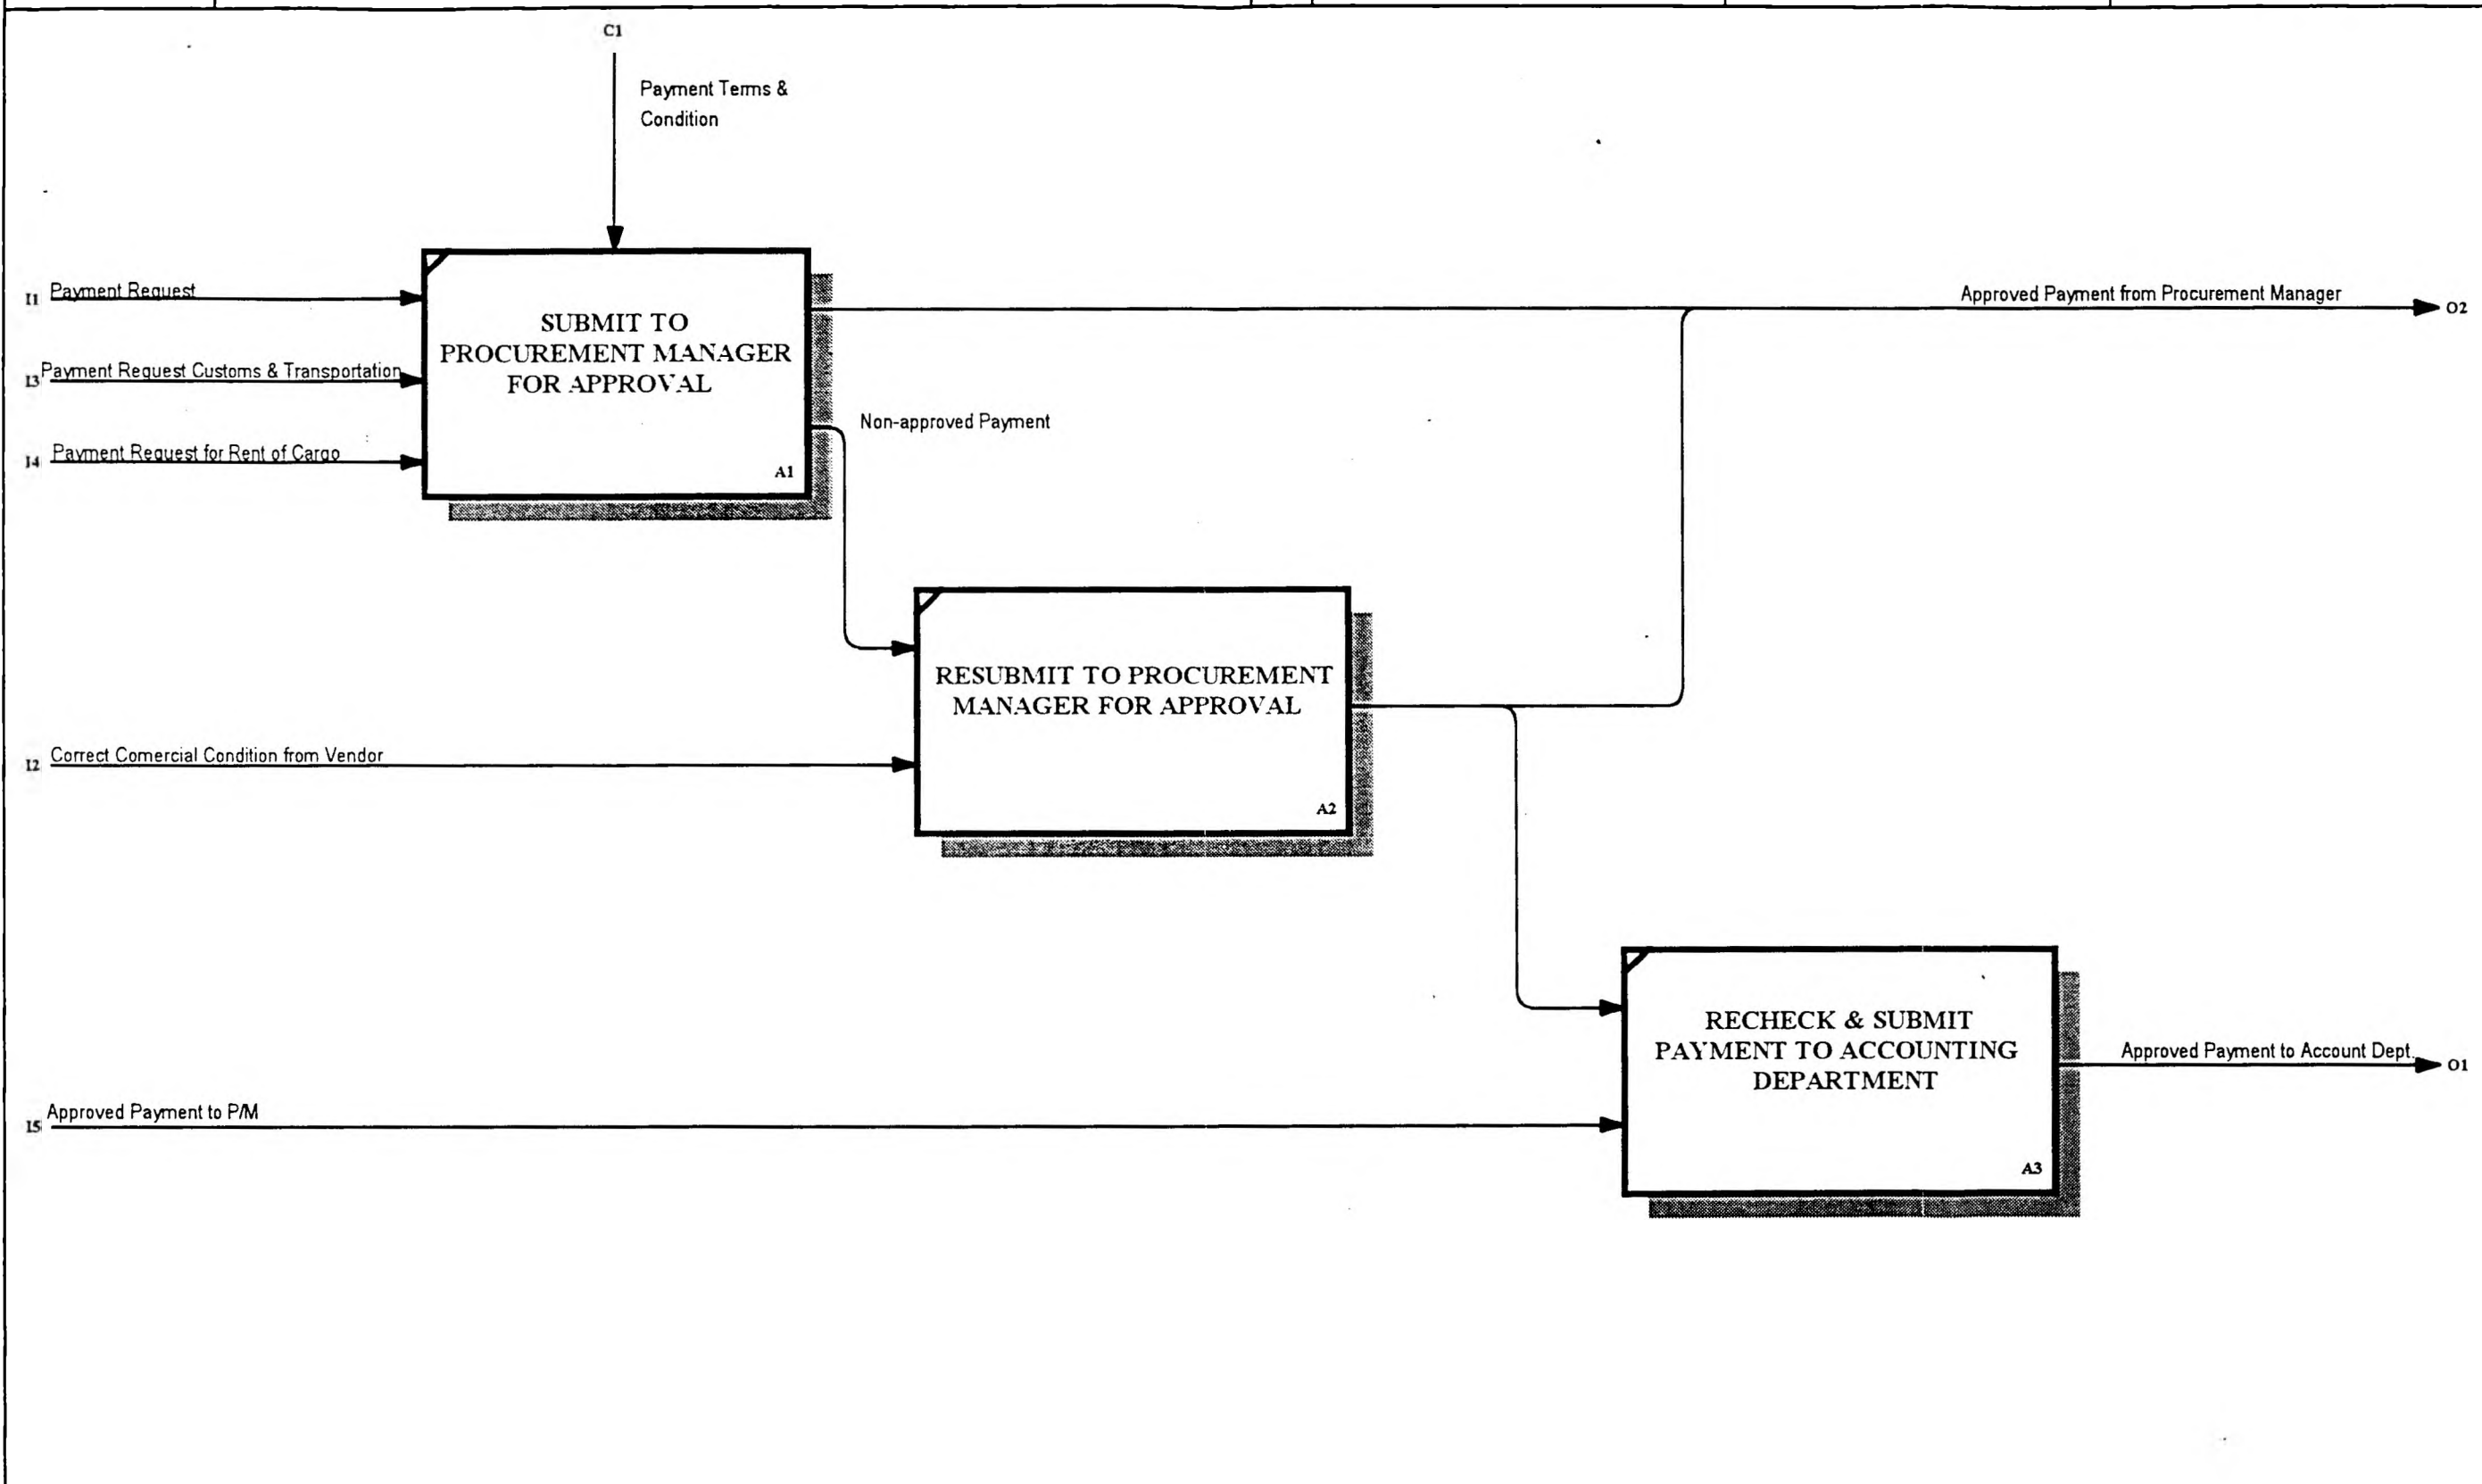 C1
Payment Terms &
Condition
I1 Payment Request
I3 Payment Request Customs & Transportation
I4 Payment Request for Rent of Cargo
SUBMIT TO
PROCUREMENT MANAGER
FOR APPROVAL
A1
Approved Payment from Procurement Manager
O2
Non-approved Payment
RESUBMIT TO PROCUREMENT
MANAGER FOR APPROVAL
A2
I2 Correct Comercial Condition from Vendor
RECHECK & SUBMIT
PAYMENT TO ACCOUNTING
DEPARTMENT
A3
Approved Payment to Account Dept.
O1
I5 Approved Payment to P/M